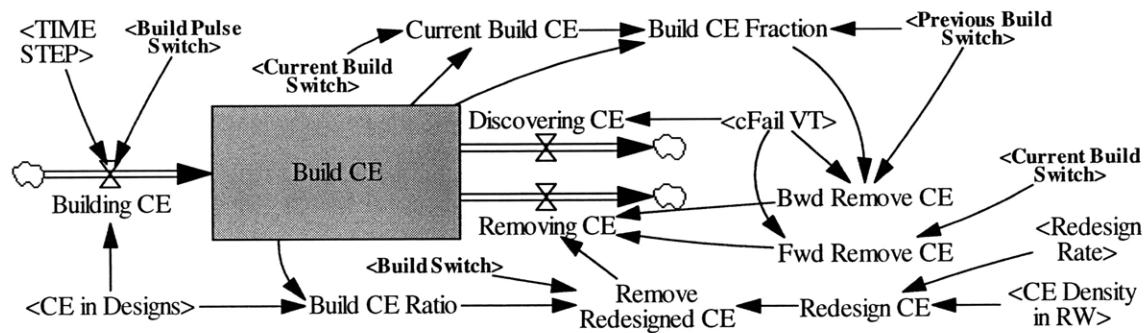 <TIME
STEP>
<Build Pulse
Switch>
Current Build CE
Build CE Fraction
<Previous Build
Switch>
<Current Build
Switch>
Discovering CE
<cFail VT>
Build CE
<Current Build
Switch>
Building CE
Bwd Remove CE
Removing CE
Fwd Remove CE
<Redesign
Rate>
<Build Switch>
<CE in Designs>
Build CE Ratio
Remove
Redesigned CE
Redesign CE
<CE Density
in RW>